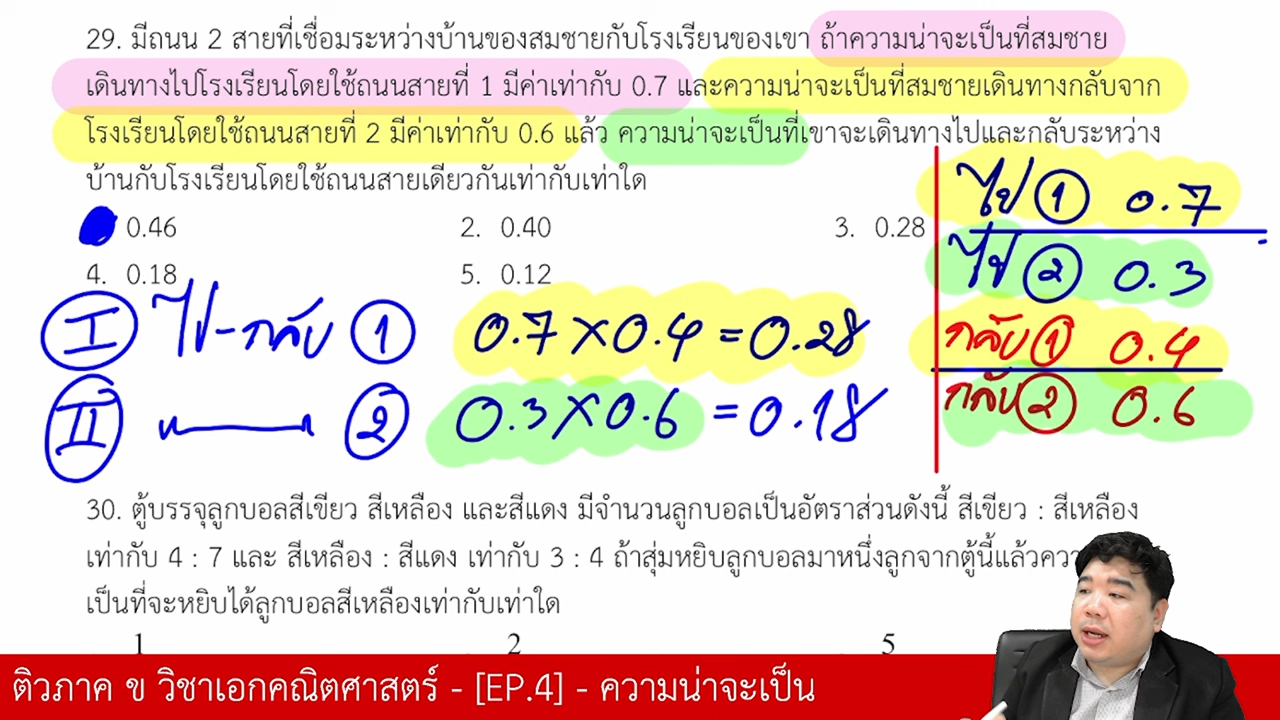 29. มีถนน 2 สายที่เชื่อมระหว่างบ้านของสมชายกับโรงเรียนของเขา ถ้าความน่าจะเป็นที่สมชาย
เดินทางไปโรงเรียนโดยใช้ถนนสายที่ 1 มีค่าเท่ากับ 0.7 และความน่าจะเป็นที่สมชายเดินทางกลับจาก
โรงเรียนโดยใช้ถนนสายที่ 2 มีค่าเท่ากับ 0.6 แล้ว ความน่าจะเป็นที่เขาจะเดินทางไปและกลับระหว่าง
บ้านกับโรงเรียนโดยใช้ถนนสายเดียวกันเท่ากับเท่าใด
0.46 2. 0.40 3. 0.28
4. 0.18 5. 0.12
ไป 1 0.7
ไป 2 0.3
กลับ 1 0.4
กลับ 2 0.6
I ไป-กลับ 1 0.7 × 0.4 = 0.28
II 2 0.3 × 0.6 = 0.18
30. ตู้บรรจุลูกบอลสีเขียว สีเหลือง และสีแดง มีจำนวนลูกบอลเป็นอัตราส่วนดังนี้ สีเขียว : สีเหลือง
เท่ากับ 4 : 7 และ สีเหลือง : สีแดง เท่ากับ 3 : 4 ถ้าสุ่มหยิบลูกบอลมาหนึ่งลูกจากตู้นี้แล้ว
เป็นที่จะหยิบได้ลูกบอลสีเหลืองเท่ากับเท่าใด
1 2 5
ติวภาค ข วิชาเอกคณิตศาสตร์ - [EP.4] - ความน่าจะเป็น